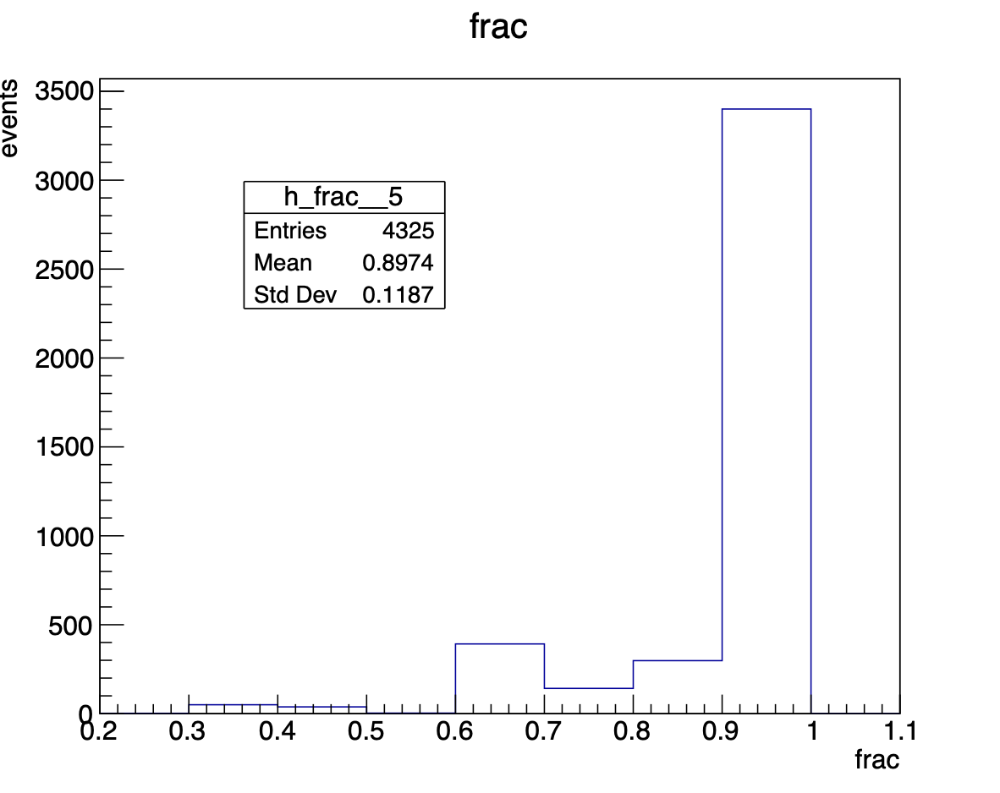 frac
events
3500
3000
2500
2000
1500
1000
500
0
h_frac__5
Entries 4325
Mean 0.8974
Std Dev 0.1187
0.2 0.3 0.4 0.5 0.6 0.7 0.8 0.9 1 1.1
frac